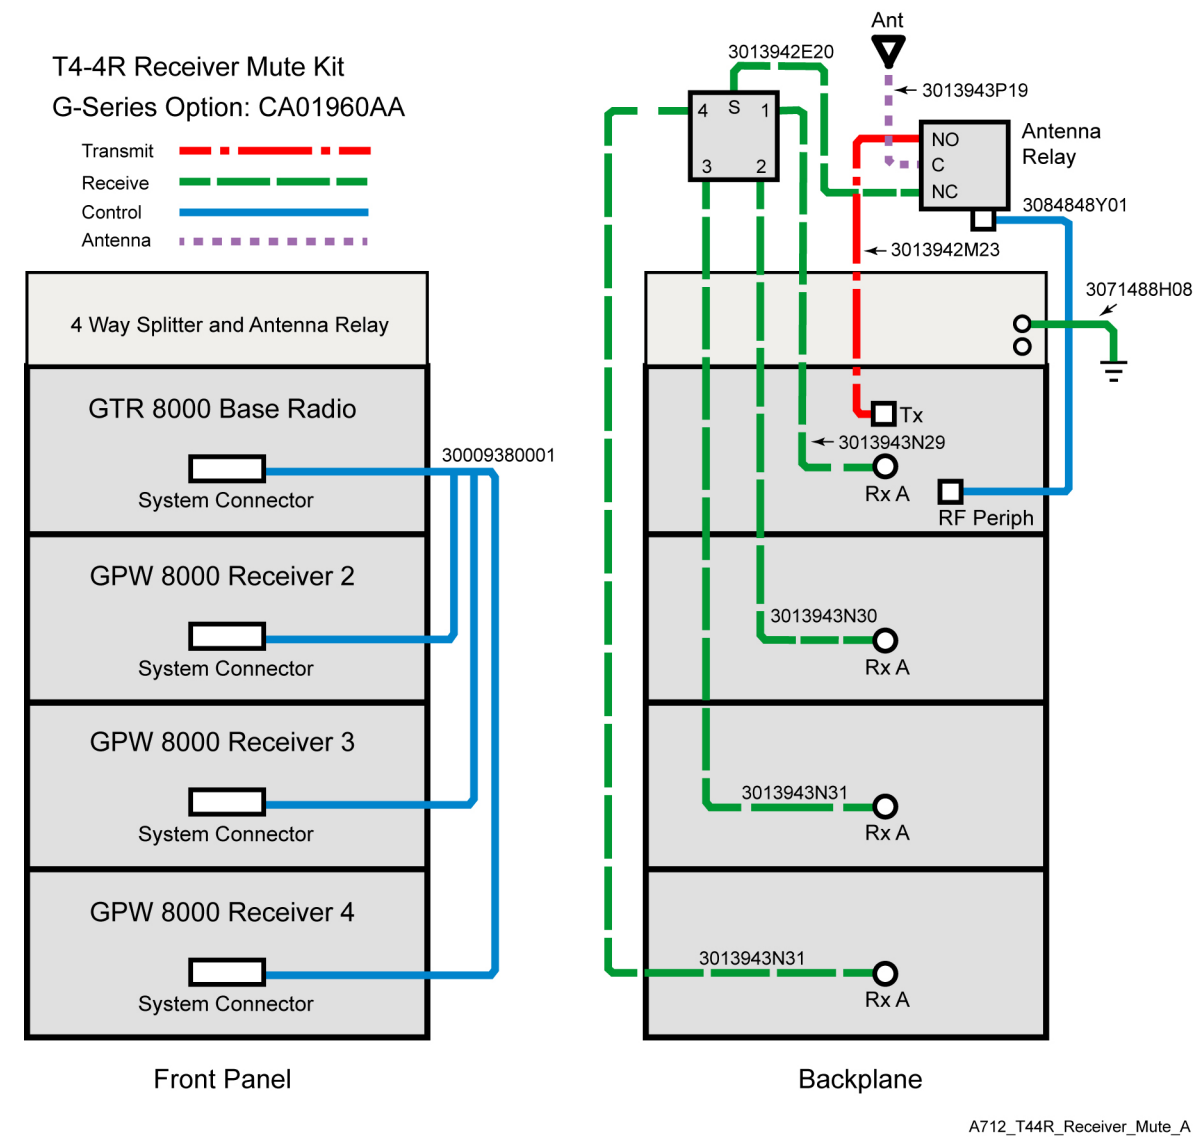 T4-4R Receiver Mute Kit
G-Series Option: CA01960AA
Transmit
Receive
Control
Antenna
4 Way Splitter and Antenna Relay
GTR 8000 Base Radio
System Connector
30009380001
GPW 8000 Receiver 2
System Connector
GPW 8000 Receiver 3
System Connector
GPW 8000 Receiver 4
System Connector
Front Panel
Ant
3013942E20
3013943P19
4 S 1
3 2
NO
C
NC
Antenna
Relay
3084848Y01
3013942M23
3071488H08
Tx
3013943N29
Rx A
RF Periph
3013943N30
Rx A
3013943N31
Rx A
3013943N31
Rx A
Backplane
A712_T44R_Receiver_Mute_A